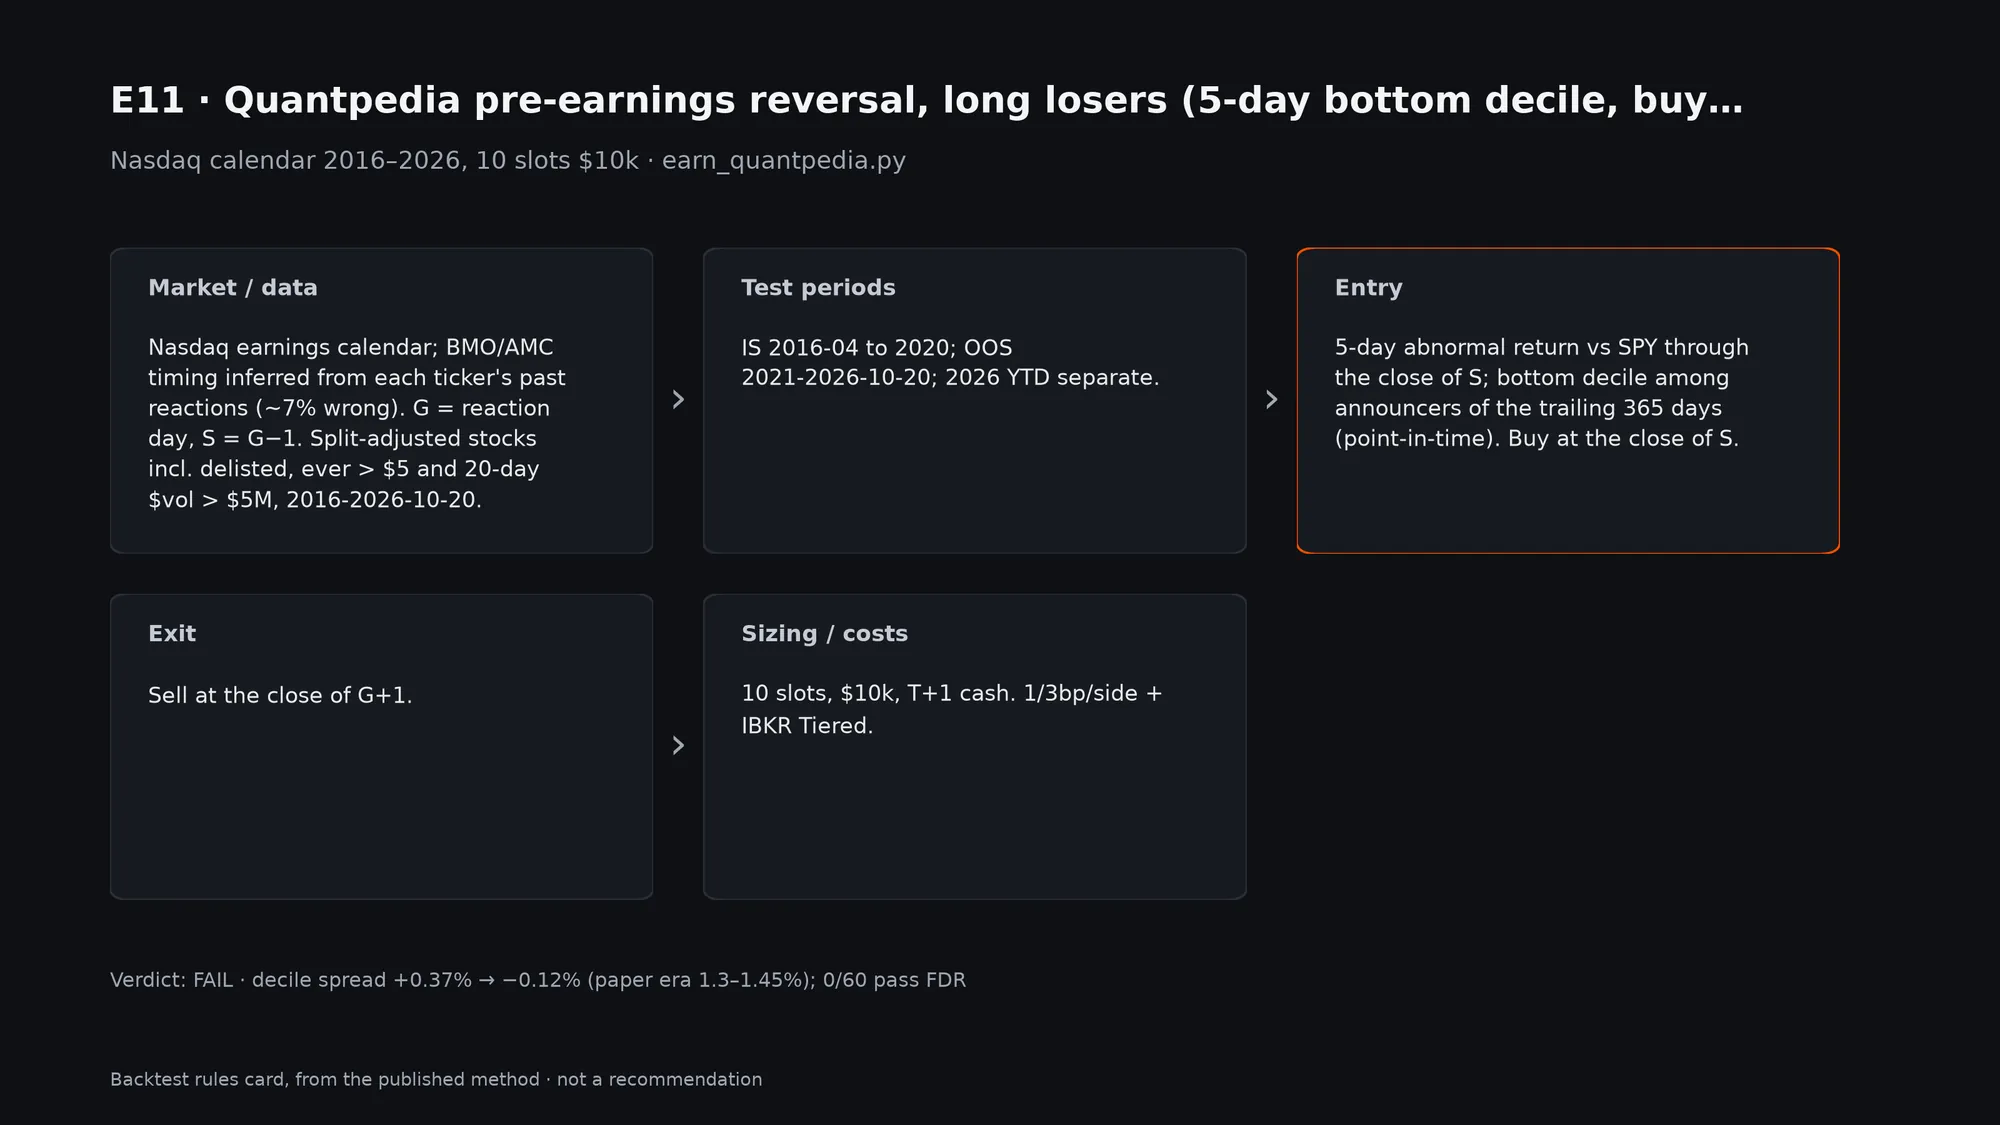 E11 · Quantpedia pre-earnings reversal, long losers (5-day bottom decile, buy…
Nasdaq calendar 2016–2026, 10 slots $10k · earn_quantpedia.py
Market / data
Nasdaq earnings calendar; BMO/AMC
timing inferred from each ticker's past
reactions (~7% wrong). G = reaction
day, S = G−1. Split-adjusted stocks
incl. delisted, ever > $5 and 20-day
$vol > $5M, 2016-2026-10-20.
›
Test periods
IS 2016-04 to 2020; OOS
2021-2026-10-20; 2026 YTD separate.
›
Entry
5-day abnormal return vs SPY through
the close of S; bottom decile among
announcers of the trailing 365 days
(point-in-time). Buy at the close of S.
Exit
Sell at the close of G+1.
›
Sizing / costs
10 slots, $10k, T+1 cash. 1/3bp/side +
IBKR Tiered.
Verdict: FAIL · decile spread +0.37% → −0.12% (paper era 1.3–1.45%); 0/60 pass FDR
Backtest rules card, from the published method · not a recommendation